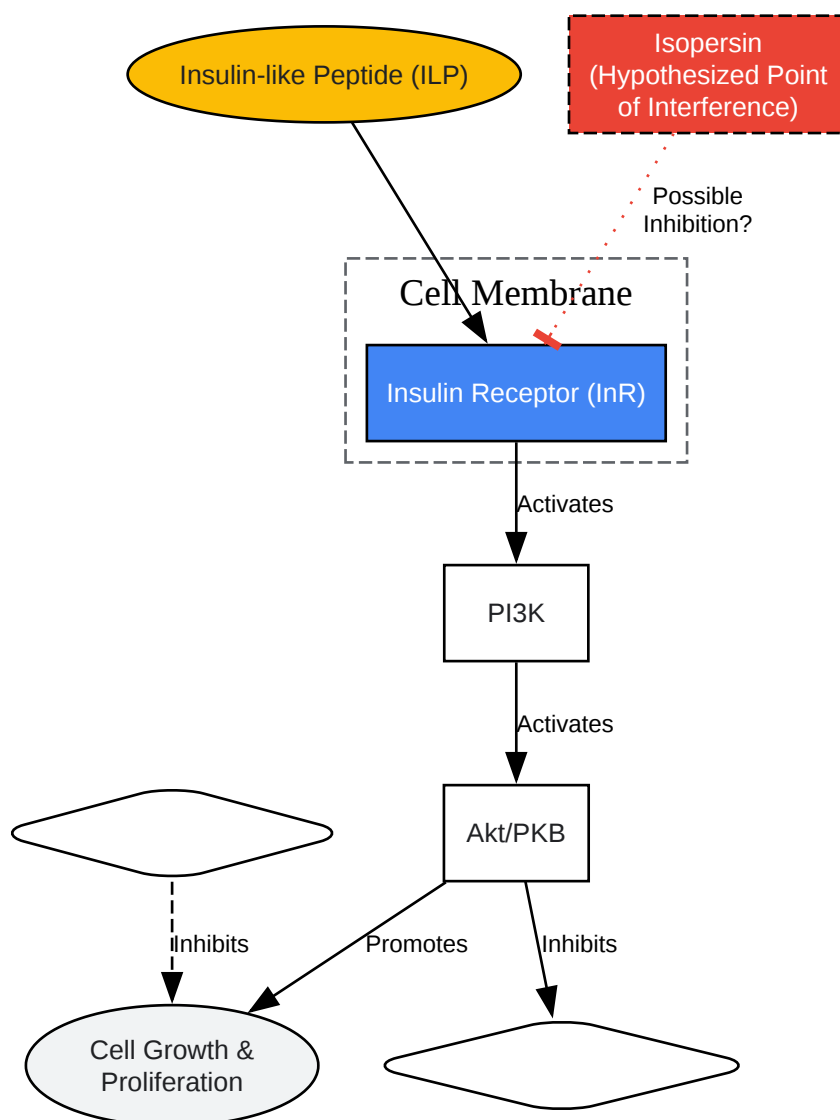 Insulin-like Peptide (ILP)
Isopersin
(Hypothesized Point
of Interference)
Possible
Inhibition?
Cell Membrane
Insulin Receptor (InR)
Activates
PI3K
Activates
Akt/PKB
Inhibits
Promotes
Inhibits
Cell Growth &
Proliferation